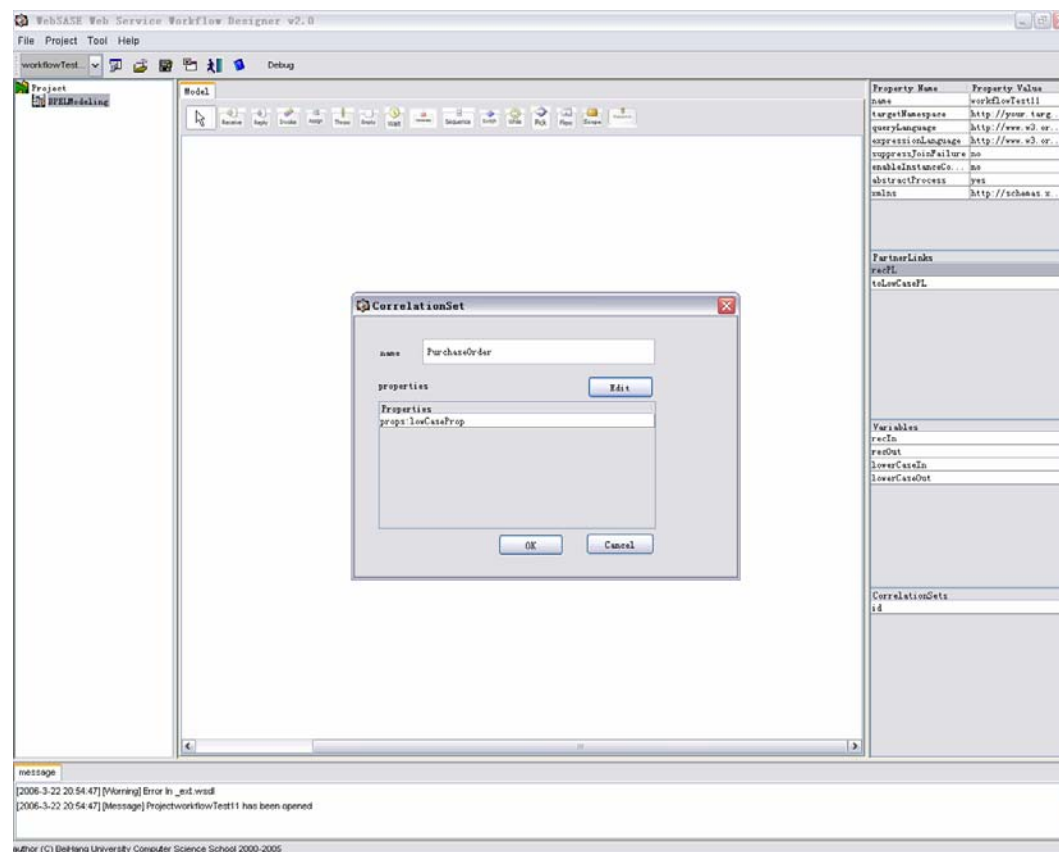 WebSASE Web Service Workflow Designer v2.0
File Project Tool Help
workflowTest... Debug
Project
BPELModeling
Model
Receive Reply Invoke Assign Throw Empty Wait Sequence Switch While Pick Flow Scope
Property Name Property Value
name workflowTest11
targetNamespace http://your.targ...
queryLanguage http://www.w3.or...
expressionLanguage http://www.w3.or...
suppressJoinFailure no
enableInstanceCo... no
abstractProcess yes
xmlns http://schemas.x...
PartnerLinks
recPL
toLowCasePL
Variables
recIn
recOut
lowerCaseIn
lowerCaseOut
CorrelationSets
id
CorrelationSet
name PurchaseOrder
properties Edit
Properties
props:lowCaseProp
OK Cancel
message
[2006-3-22 20:54:47] [Warning] Error In _ext.wsdl
[2006-3-22 20:54:47] [Message] ProjectworkflowTest11 has been opened
author (C) BeiHang University Computer Science School 2000-2005